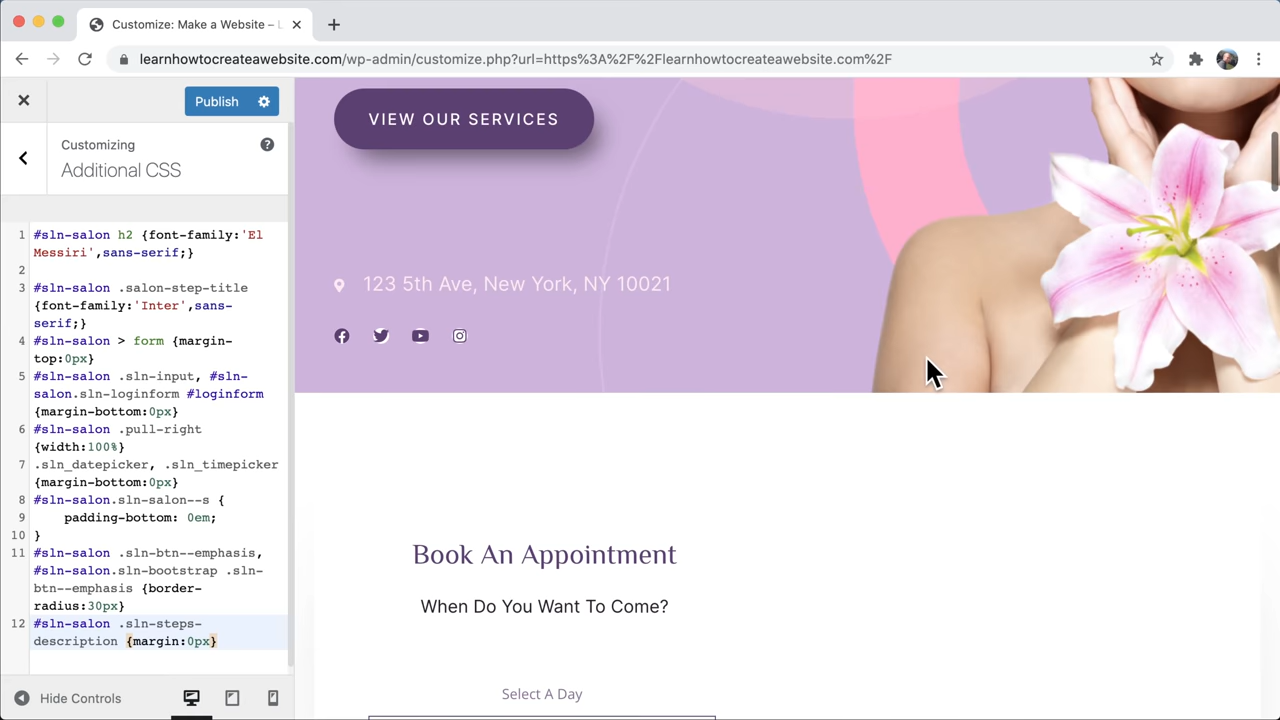 Customize: Make a Website – L
learnhowtocreateawebsite.com/wp-admin/customize.php?url=https%3A%2F%2Flearnhowtocreateawebsite.com%2F
Publish
Customizing
Additional CSS
1 #sln-salon h2 {font-family:'El
Messiri',sans-serif;}
2
3 #sln-salon .salon-step-title
{font-family:'Inter',sans-
serif;}
4 #sln-salon > form {margin-
top:0px}
5 #sln-salon .sln-input, #sln-
salon.sln-loginform #loginform
{margin-bottom:0px}
6 #sln-salon .pull-right
{width:100%}
7 .sln_datepicker, .sln_timepicker
{margin-bottom:0px}
8 #sln-salon.sln-salon--s {
9 padding-bottom: 0em;
10 }
11 #sln-salon .sln-btn--emphasis,
#sln-salon.sln-bootstrap .sln-
btn--emphasis {border-
radius:30px}
12 #sln-salon .sln-steps-
description {margin:0px}
Hide Controls
VIEW OUR SERVICES
123 5th Ave, New York, NY 10021
Book An Appointment
When Do You Want To Come?
Select A Day